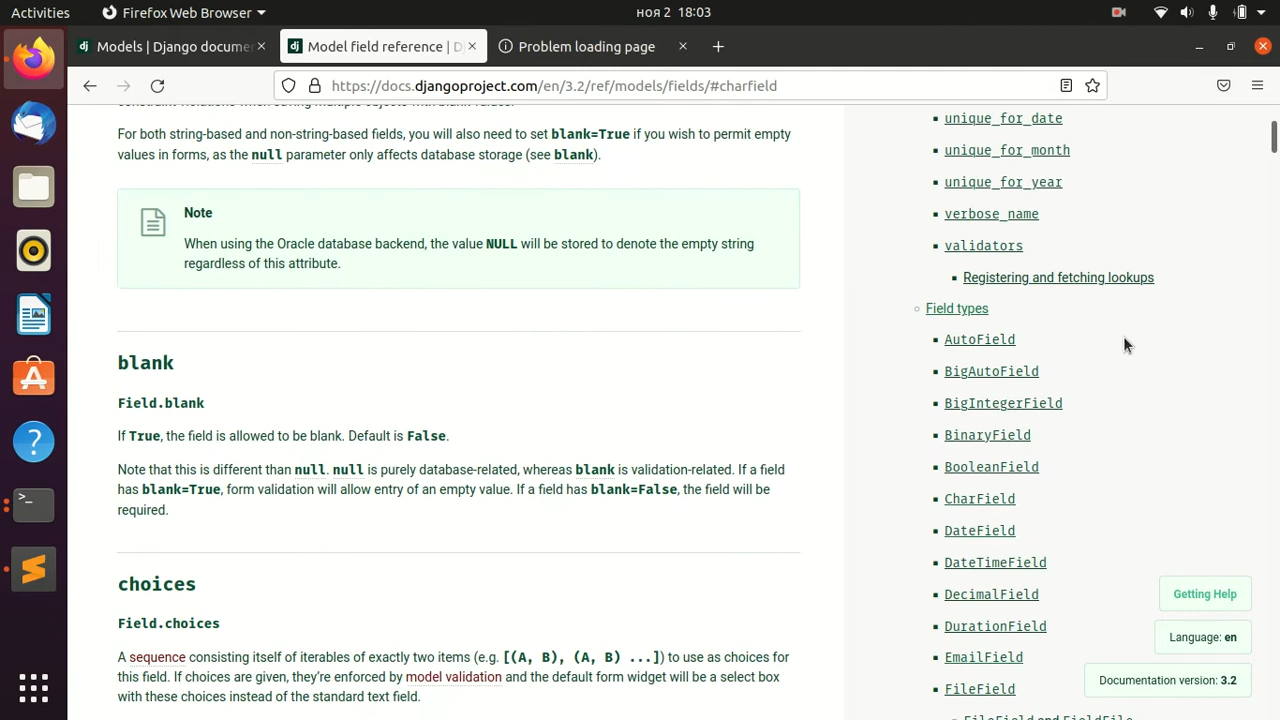 Activities
Firefox Web Browser
ноя 2 18:03
Models | Django docume
Model field reference | D
Problem loading page
https://docs.djangoproject.com/en/3.2/ref/models/fields/#charfield
For both string-based and non-string-based fields, you will also need to set blank=True if you wish to permit empty
values in forms, as the null parameter only affects database storage (see blank).
Note
When using the Oracle database backend, the value NULL will be stored to denote the empty string
regardless of this attribute.
blank
Field.blank
If True, the field is allowed to be blank. Default is False.
Note that this is different than null. null is purely database-related, whereas blank is validation-related. If a field
has blank=True, form validation will allow entry of an empty value. If a field has blank=False, the field will be
required.
choices
Field.choices
A sequence consisting itself of iterables of exactly two items (e.g. [(A, B), (A, B) ...]) to use as choices for
this field. If choices are given, they're enforced by model validation and the default form widget will be a select box
with these choices instead of the standard text field.
unique_for_date
unique_for_month
unique_for_year
verbose_name
validators
Registering and fetching lookups
Field types
AutoField
BigAutoField
BigIntegerField
BinaryField
BooleanField
CharField
DateField
DateTimeField
DecimalField
DurationField
EmailField
FileField
FileField and FieldFile
Getting Help
Language: en
Documentation version: 3.2